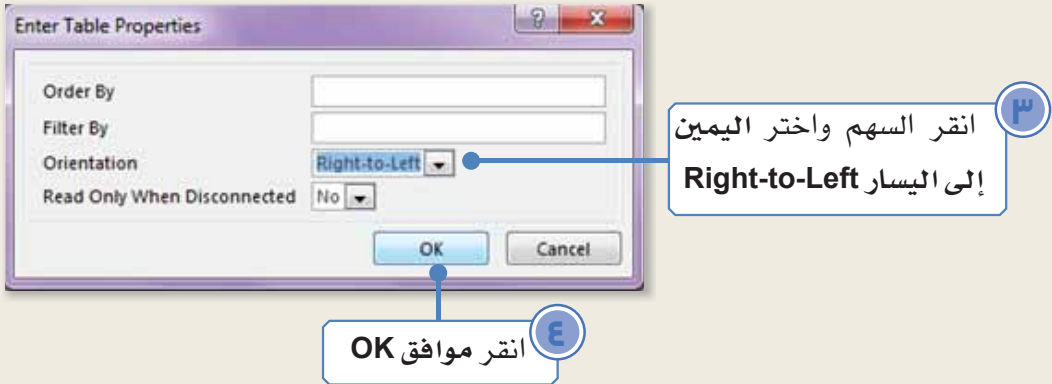 Enter Table Properties
Order By
Filter By
Orientation Right-to-Left
Read Only When Disconnected No
OK Cancel
٣
انقر السهم واختر اليمين
إلى اليسار Right-to-Left
٤
انقر موافق OK